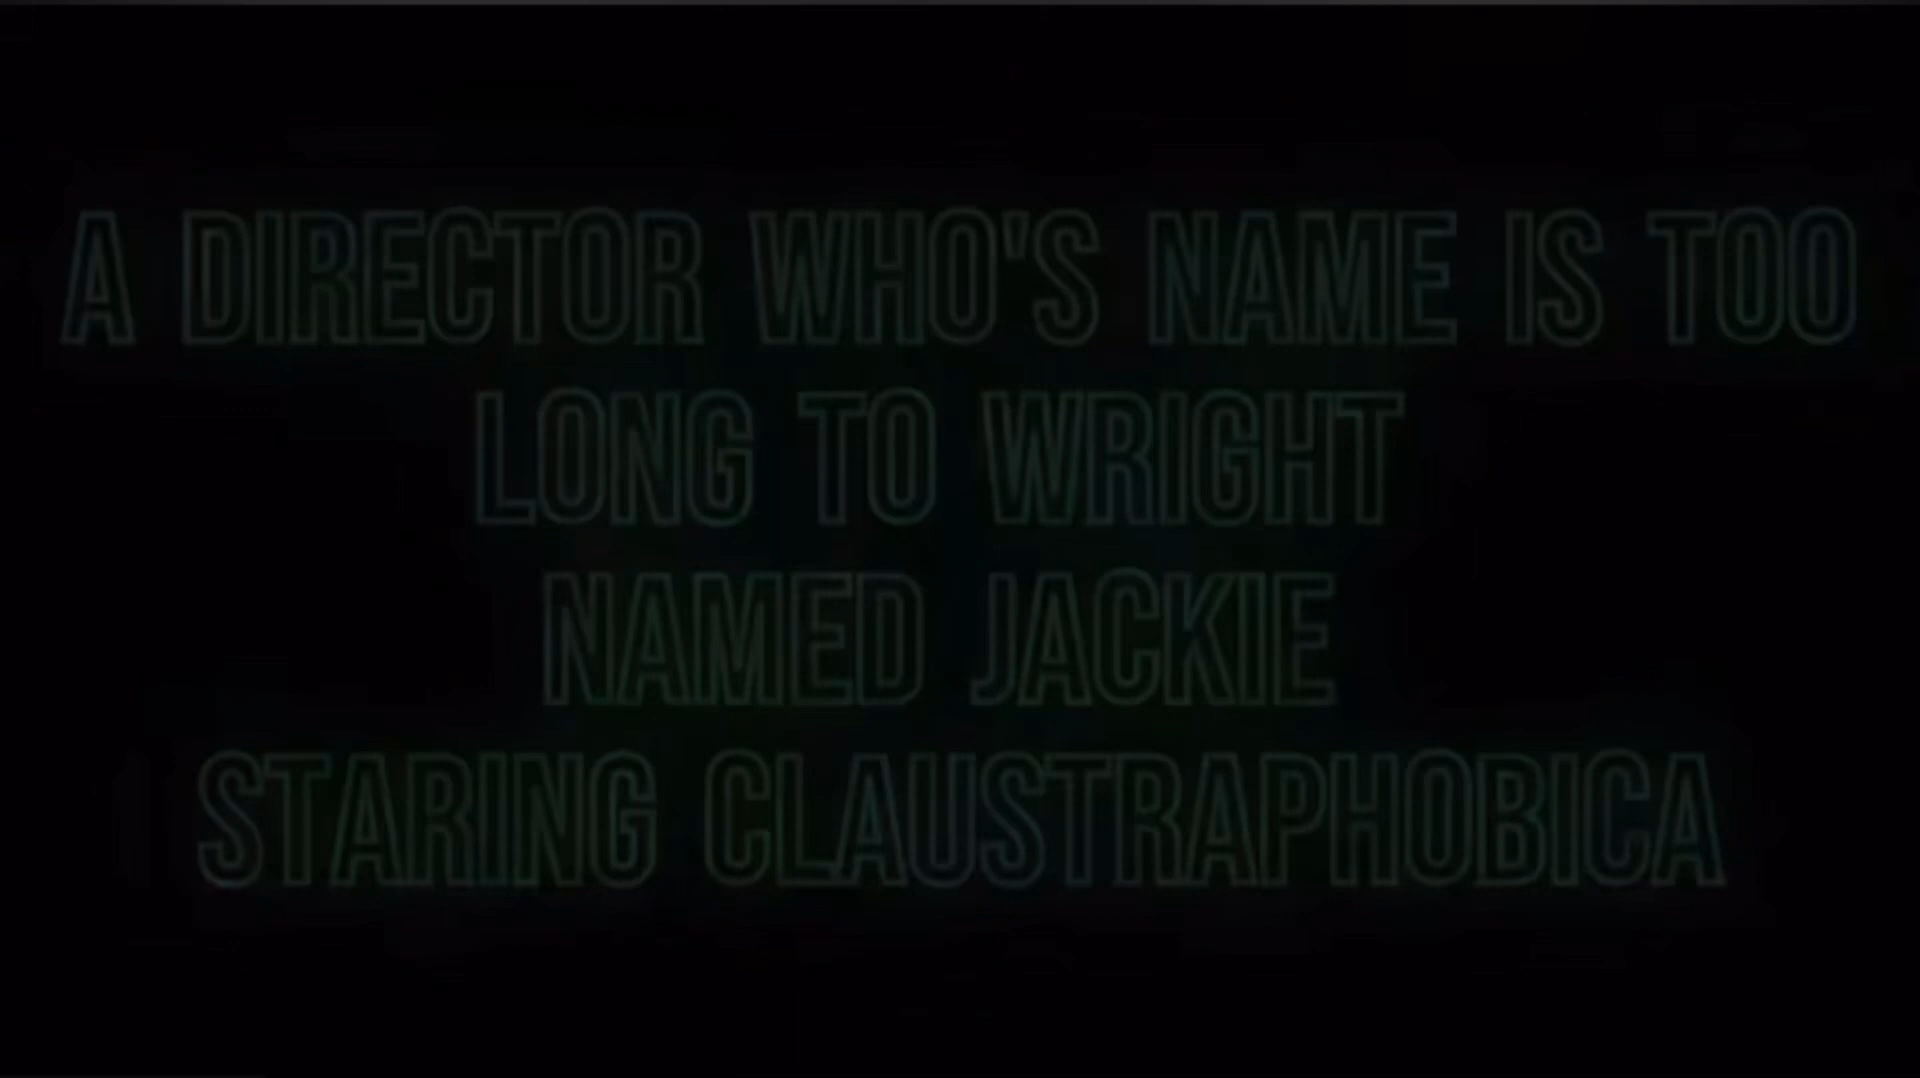 A DIRECTOR WHO'S NAME IS TOO
LONG TO WRIGHT
NAMED JACKIE
STARING CLAUSTRAPHOBICA